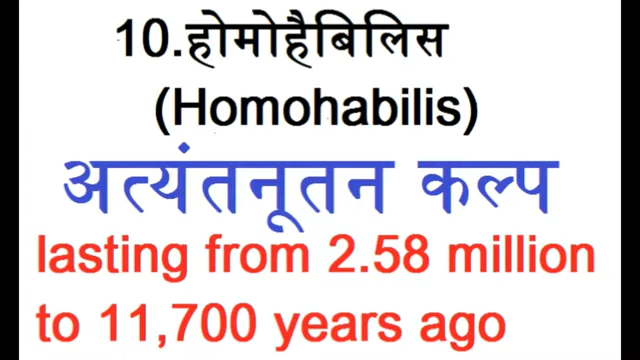 10.होमोहैबिलिस
(Homohabilis)
अत्यंतनूतन कल्प
lasting from 2.58 million
to 11,700 years ago